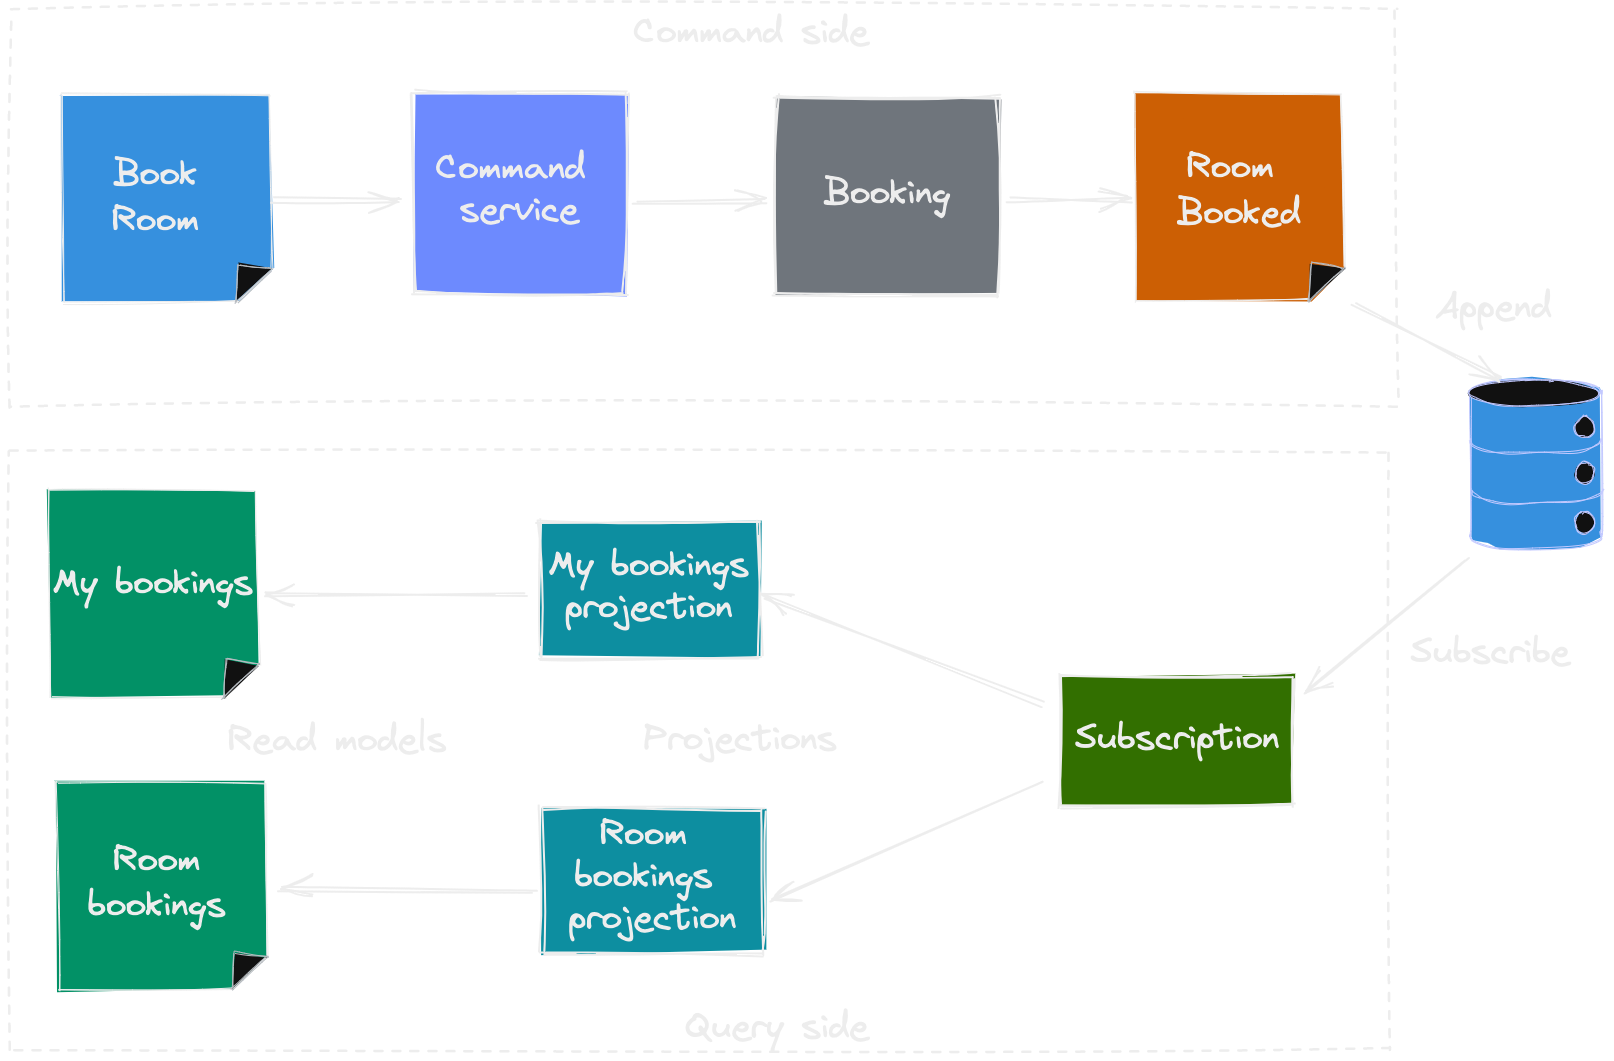 Command side
Book
Room
Command
service
Booking
Room
Booked
Append
My bookings
My bookings
projection
Subscribe
Subscription
Read models
Projections
Room
bookings
Room
bookings
projection
Query side